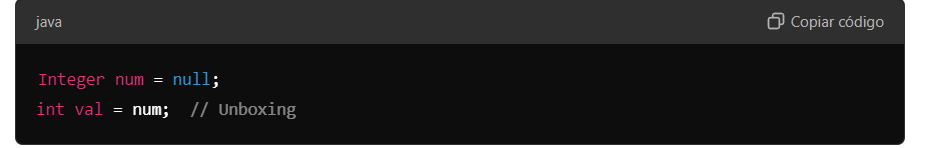 java
Copiar código
Integer num = null;
int val = num;  // Unboxing